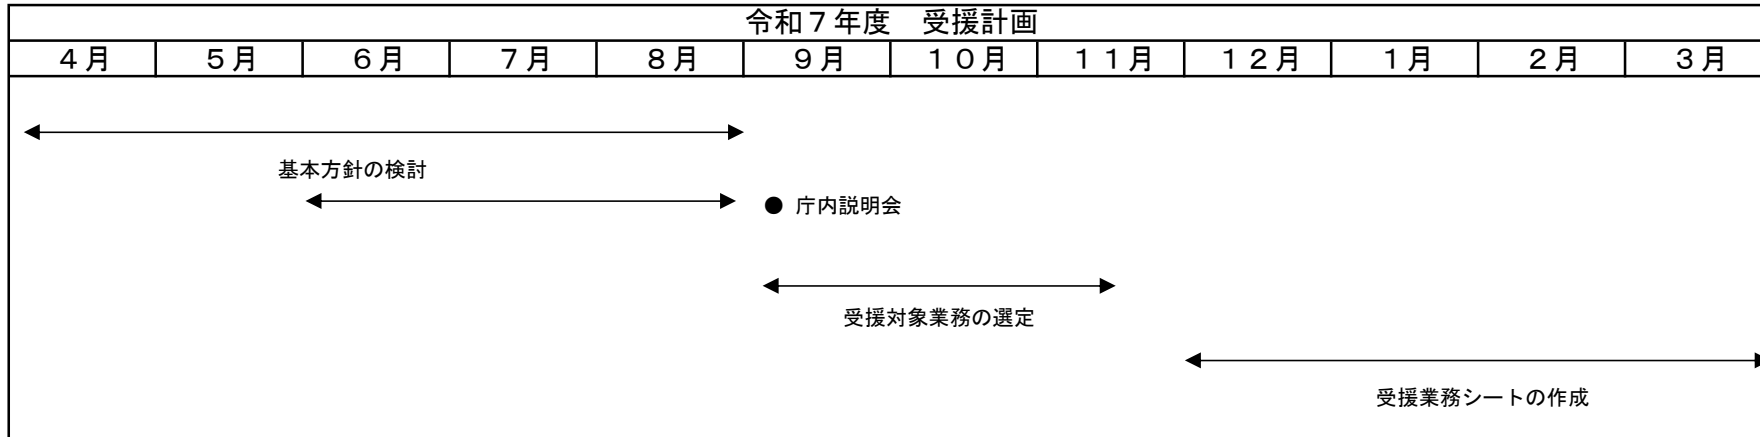 令和７年度　受援計画
４月 ５月 ６月 ７月 ８月 ９月 １０月 １１月 １２月 １月 ２月 ３月
基本方針の検討
● 庁内説明会
受援対象業務の選定
受援業務シートの作成